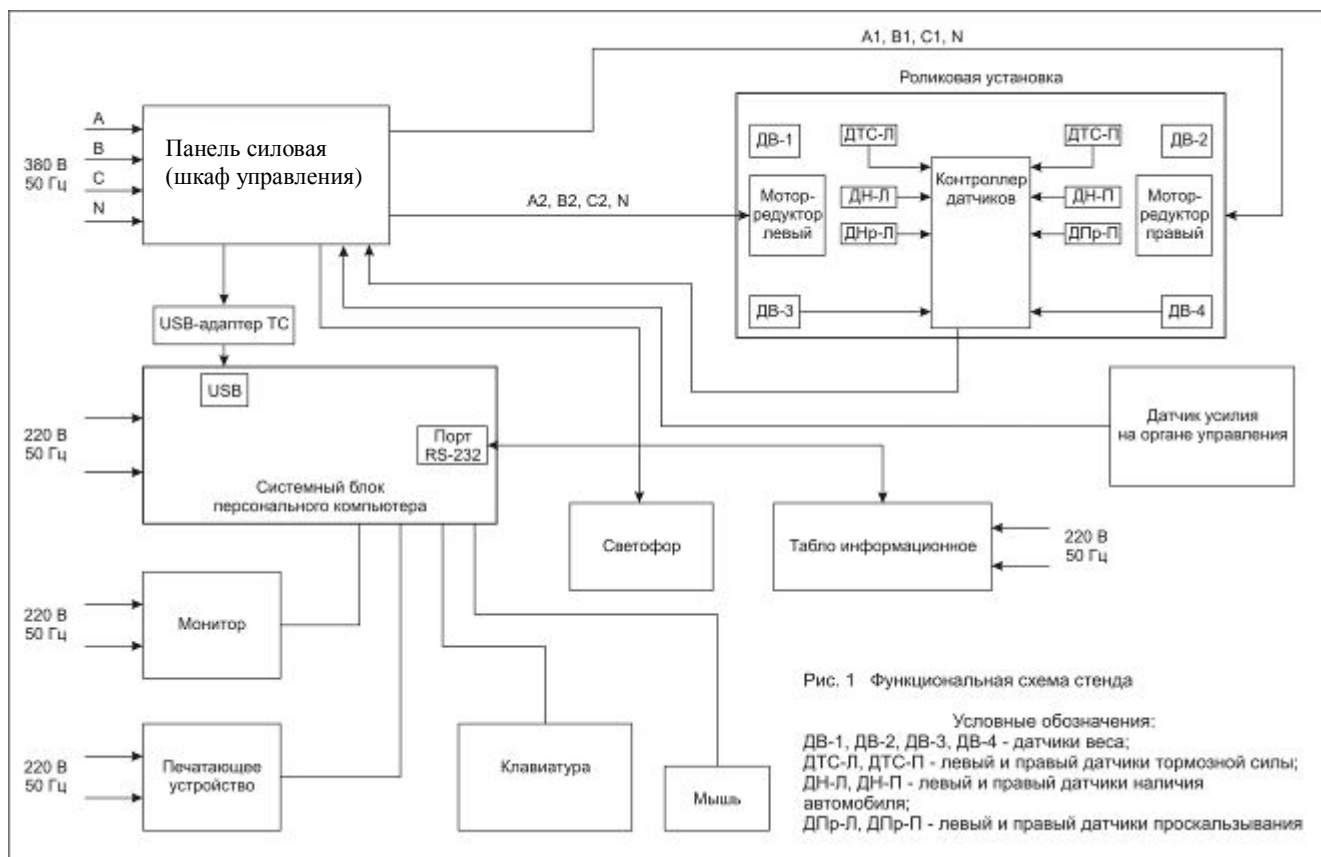 A1, B1, C1, N
Роликовая установка
A
B
C
N
380 В
50 Гц
Панель силовая
(шкаф управления)
A2, B2, C2, N
ДВ-1
ДТС-Л
ДТС-П
ДВ-2
Контроллер
датчиков
Мотор-
редуктор
левый
ДН-Л
ДНр-Л
ДН-П
ДПр-П
Мотор-
редуктор
правый
ДВ-3
ДВ-4
USB-адаптер ТС
USB
220 В
50 Гц
Порт
RS-232
Системный блок
персонального компьютера
Датчик усилия
на органе управления
Светофор
Табло информационное
220 В
50 Гц
220 В
50 Гц
Монитор
220 В
50 Гц
Печатающее
устройство
Клавиатура
Мышь
Рис. 1 Функциональная схема стенда
Условные обозначения:
ДВ-1, ДВ-2, ДВ-3, ДВ-4 - датчики веса;
ДТС-Л, ДТС-П - левый и правый датчики тормозной силы;
ДН-Л, ДН-П - левый и правый датчики наличия
автомобиля;
ДПр-Л, ДПр-П - левый и правый датчики проскальзывания